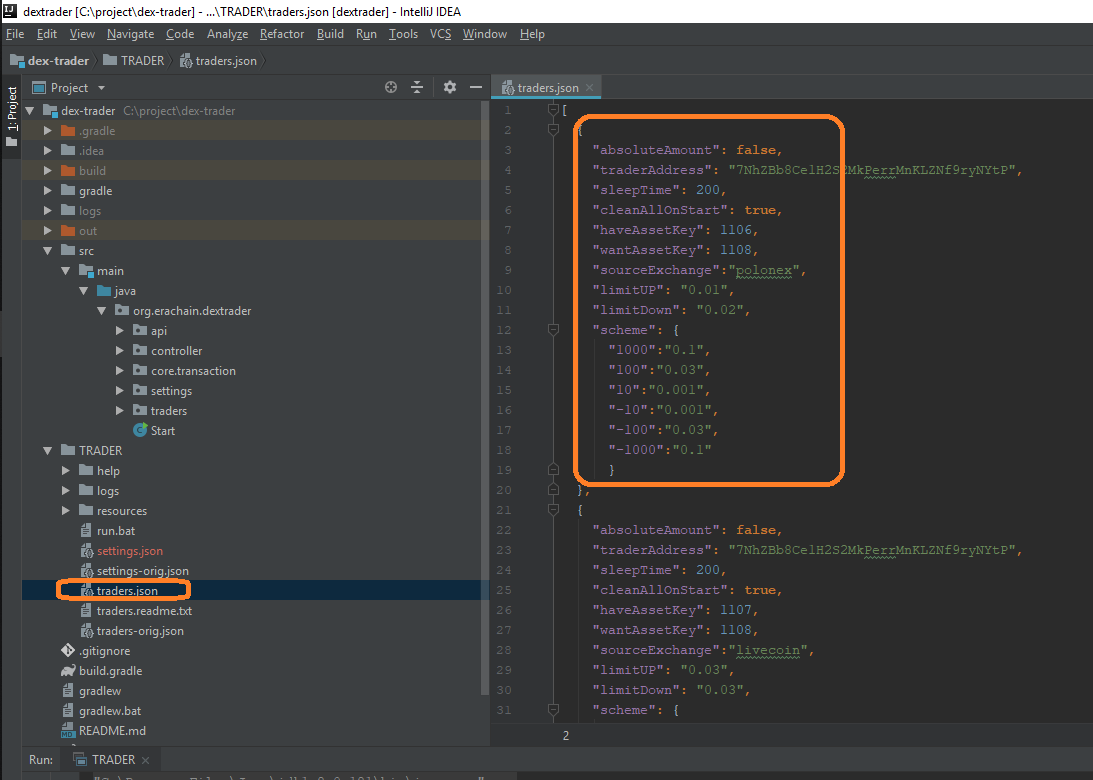 dextrader [C:\project\dex-trader] - ...\TRADER\traders.json [dextrader] - IntelliJ IDEA
File Edit View Navigate Code Analyze Refactor Build Run Tools VCS Window Help
dex-trader TRADER traders.json
1: Project
Project
dex-trader C:\project\dex-trader
.gradle
.idea
build
gradle
logs
out
src
main
java
org.erachain.dextrader
api
controller
core.transaction
settings
traders
Start
TRADER
help
logs
resources
run.bat
settings.json
settings-orig.json
traders.json
traders.readme.txt
traders-orig.json
.gitignore
build.gradle
gradlew
gradlew.bat
README.md
traders.json
1 [
2 {
3 "absoluteAmount": false,
4 "traderAddress": "7NhZBb8CelH2S2MkPerrMnKLZNf9ryNYtP",
5 "sleepTime": 200,
6 "cleanAllOnStart": true,
7 "haveAssetKey": 1106,
8 "wantAssetKey": 1108,
9 "sourceExchange":"polonex",
10 "limitUP": "0.01",
11 "limitDown": "0.02",
12 "scheme": {
13 "1000":"0.1",
14 "100":"0.03",
15 "10":"0.001",
16 "-10":"0.001",
17 "-100":"0.03",
18 "-1000":"0.1"
19 }
20 },
21 {
22 "absoluteAmount": false,
23 "traderAddress": "7NhZBb8CelH2S2MkPerrMnKLZNf9ryNYtP",
24 "sleepTime": 200,
25 "cleanAllOnStart": true,
26 "haveAssetKey": 1107,
27 "wantAssetKey": 1108,
28 "sourceExchange":"livecoin",
29 "limitUP": "0.03",
30 "limitDown": "0.03",
31 "scheme": {
2
Run: TRADER